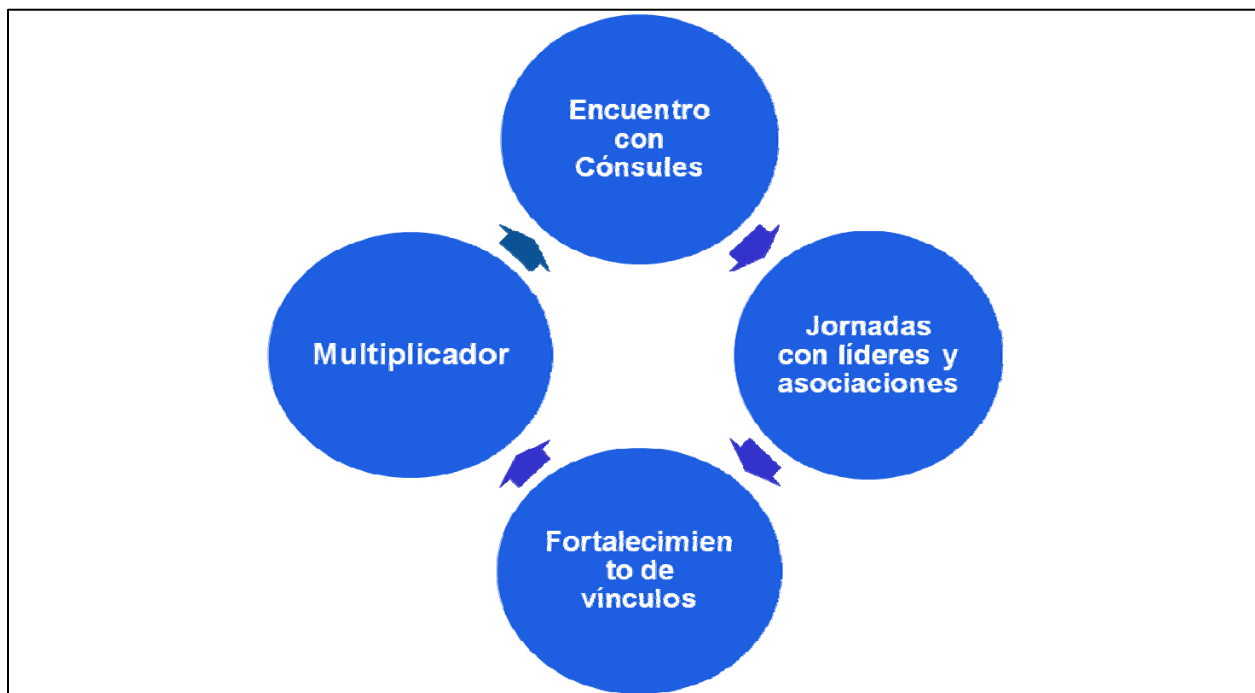 Encuentro
con
Cónsules
Multiplicador
Jornadas
con líderes y
asociaciones
Fortalecimien
to de
vínculos